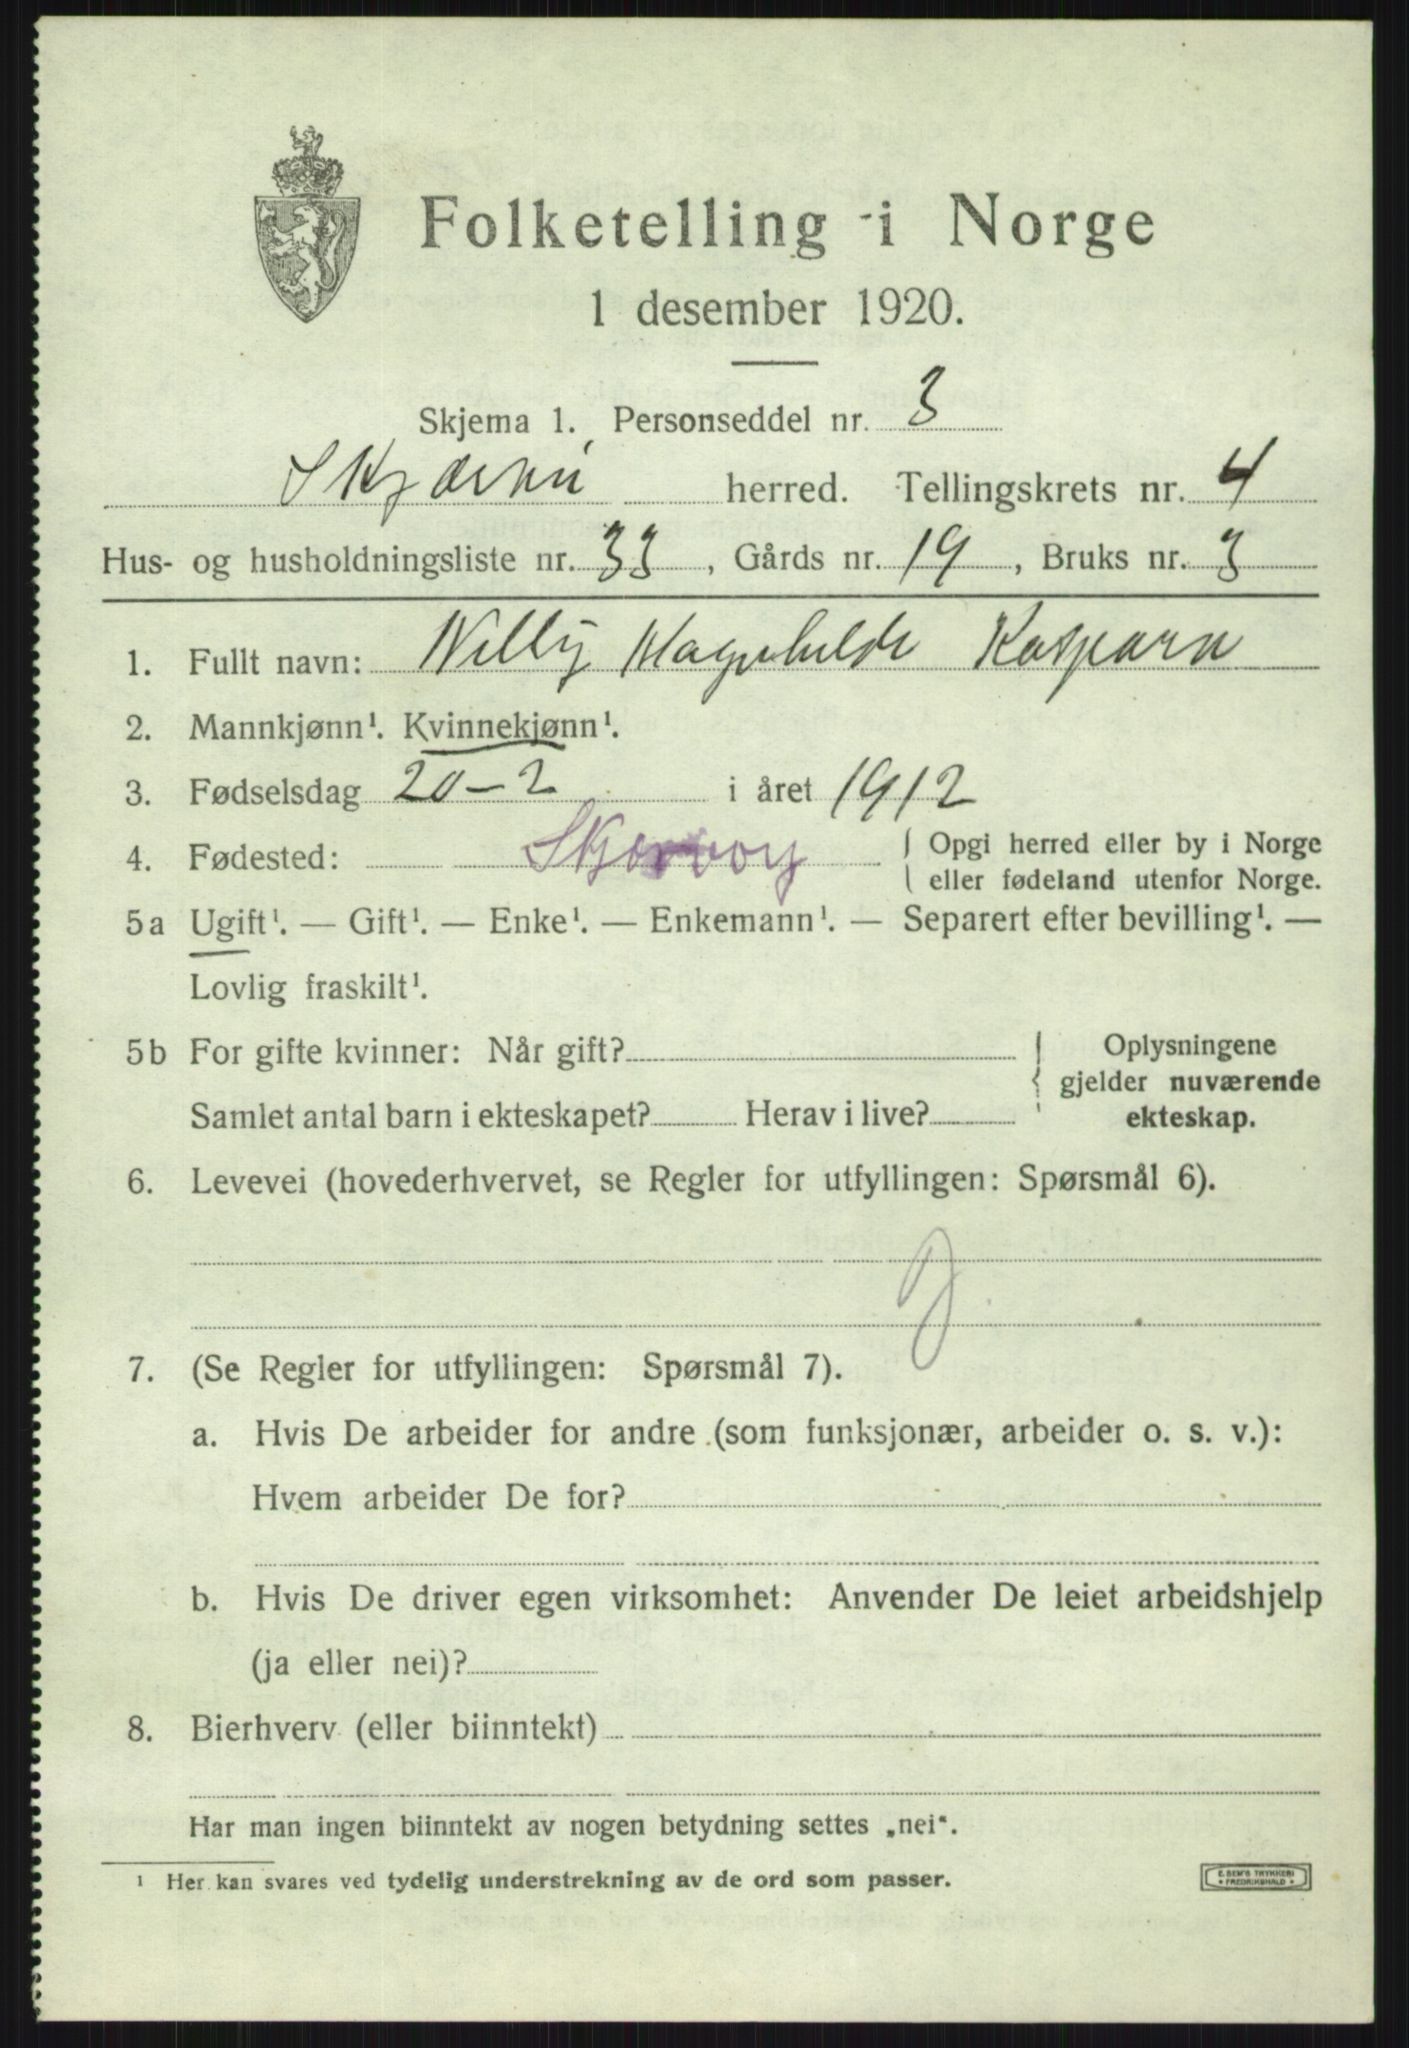 Folketelling i Norge
1 desember 1920.
Skjema 1. Personseddel nr. 3
herred. Tellingskrets nr. 4
Hus- og husholdningsliste nr. 33, Gårds nr. 19, Bruks nr. 3
1. Fullt navn: Willy Magnhilde Kaspara
2. Mannkjønn¹. Kvinnekjønn¹.
3. Fødselsdag 20-2 i året 1912
4. Fødested: Skjervøy { Opgi herred eller by i Norge
eller fødeland utenfor Norge.
5a Ugift¹. — Gift¹. — Enke¹. — Enkemann¹. — Separert efter bevilling¹. —
Lovlig fraskilt¹.
5b For gifte kvinner: Når gift? { Oplysningene
gjelder nuværende
Samlet antal barn i ekteskapet? Herav i live? ekteskap.
6. Levevei (hovederhvervet, se Regler for utfyllingen: Spørsmål 6).
7. (Se Regler for utfyllingen: Spørsmål 7).
a. Hvis De arbeider for andre (som funksjonær, arbeider o. s. v.):
Hvem arbeider De for?
b. Hvis De driver egen virksomhet: Anvender De leiet arbeidshjelp
(ja eller nei)?
8. Bierhverv (eller biinntekt)
Har man ingen biinntekt av nogen betydning settes „nei“.
¹ Her kan svares ved tydelig understrekning av de ord som passer.
E. SEM'S TRYKKERI
• FREDRIKSHALD •